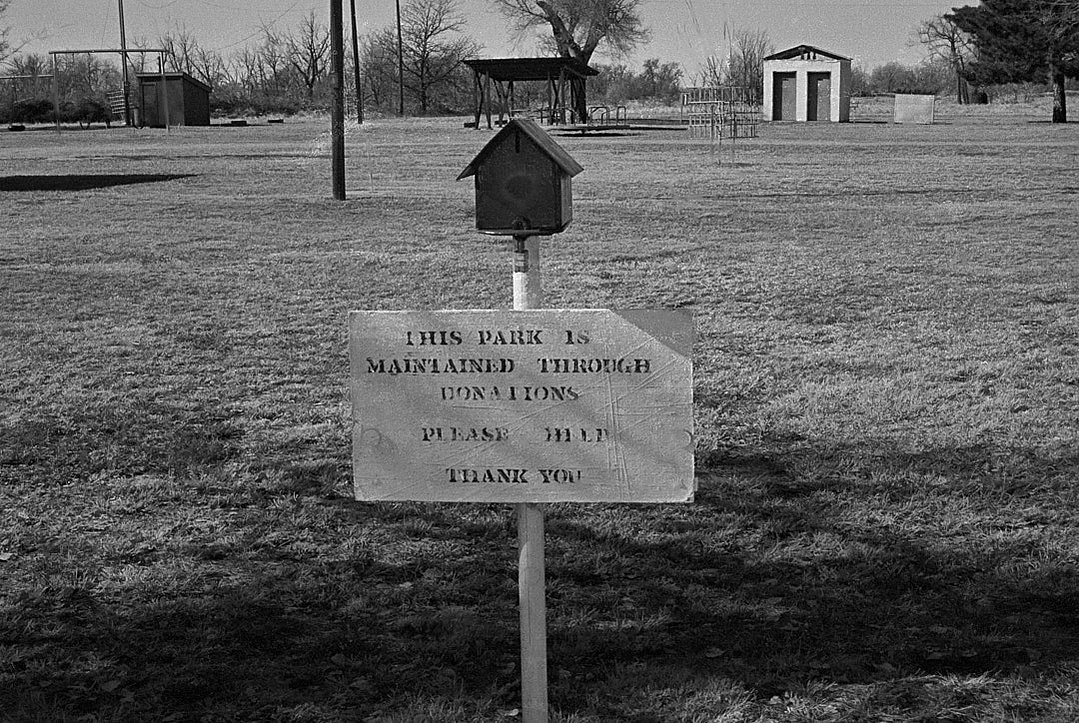 THIS PARK IS
MAINTAINED THROUGH
DONATIONS
PLEASE HELP
THANK YOU